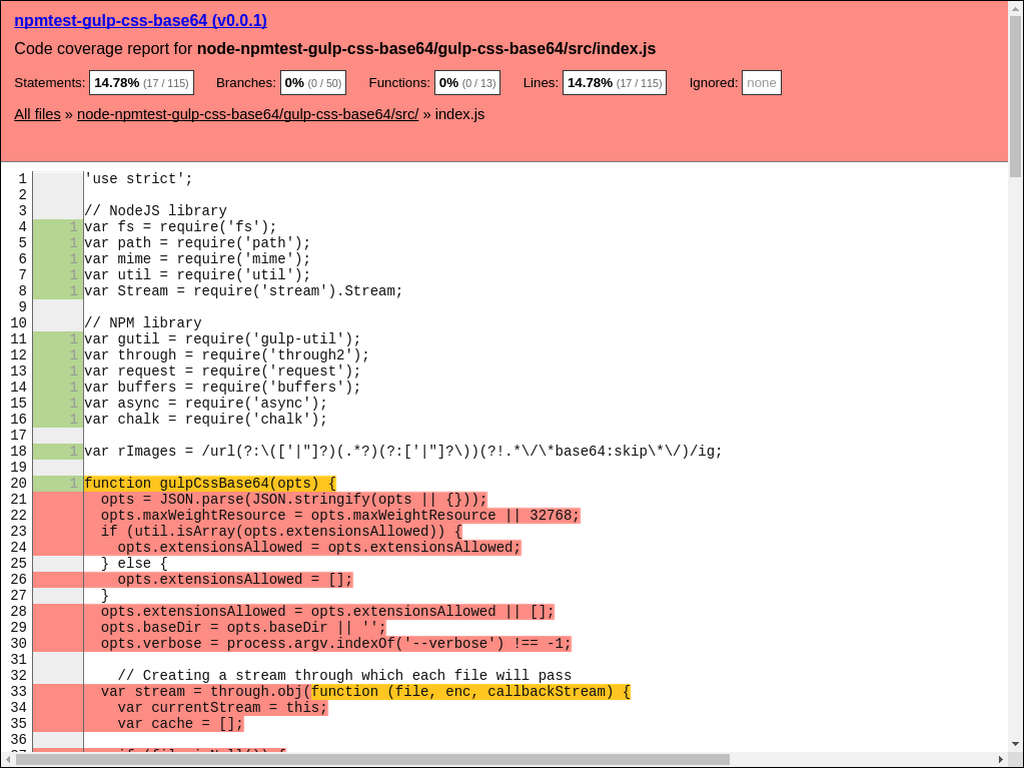 npmtest-gulp-css-base64 (v0.0.1)
Code coverage report for node-npmtest-gulp-css-base64/gulp-css-base64/src/index.js
Statements: 14.78% (17 / 115) Branches: 0% (0 / 50) Functions: 0% (0 / 13) Lines: 14.78% (17 / 115) Ignored: none
All files » node-npmtest-gulp-css-base64/gulp-css-base64/src/ » index.js
1 'use strict';
2
3 // NodeJS library
4 1 var fs = require('fs');
5 1 var path = require('path');
6 1 var mime = require('mime');
7 1 var util = require('util');
8 1 var Stream = require('stream').Stream;
9
10 // NPM library
11 1 var gutil = require('gulp-util');
12 1 var through = require('through2');
13 1 var request = require('request');
14 1 var buffers = require('buffers');
15 1 var async = require('async');
16 1 var chalk = require('chalk');
17
18 1 var rImages = /url(?:\(['|"]?)(.*?)(?:['|"]?\))(?!.*\/\*base64:skip\*\/)/ig;
19
20 1 function gulpCssBase64(opts) {
21 opts = JSON.parse(JSON.stringify(opts || {}));
22 opts.maxWeightResource = opts.maxWeightResource || 32768;
23 if (util.isArray(opts.extensionsAllowed)) {
24 opts.extensionsAllowed = opts.extensionsAllowed;
25 } else {
26 opts.extensionsAllowed = [];
27 }
28 opts.extensionsAllowed = opts.extensionsAllowed || [];
29 opts.baseDir = opts.baseDir || '';
30 opts.verbose = process.argv.indexOf('--verbose') !== -1;
31
32 // Creating a stream through which each file will pass
33 var stream = through.obj(function (file, enc, callbackStream) {
34 var currentStream = this;
35 var cache = [];
36
37 if (file.isNull()) {